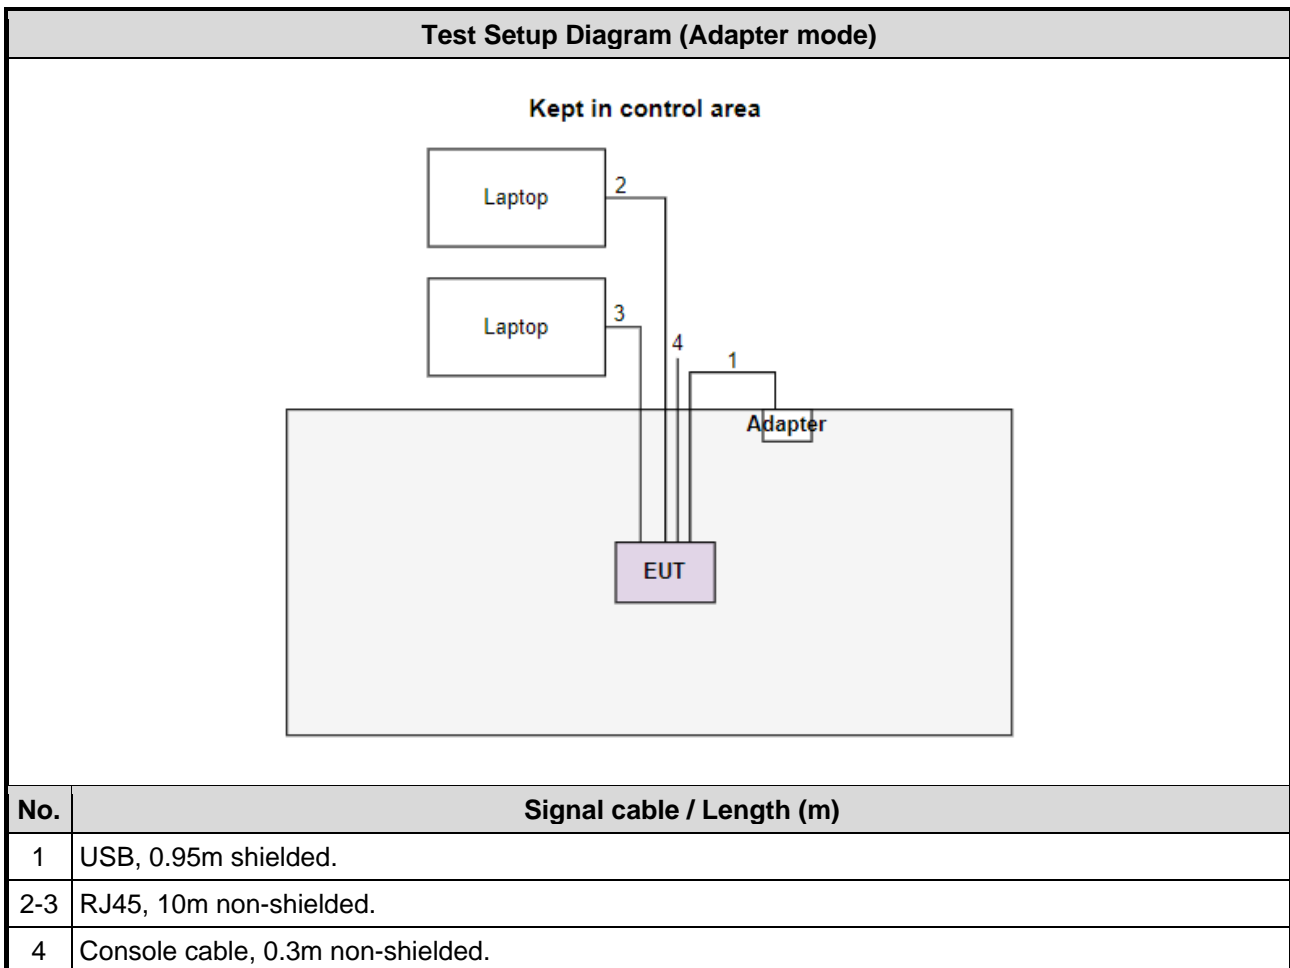 Test Setup Diagram (Adapter mode)
Kept in control area
Laptop
2
Laptop
3
4
1
Adapter
EUT
No. Signal cable / Length (m)
1 USB, 0.95m shielded.
2-3 RJ45, 10m non-shielded.
4 Console cable, 0.3m non-shielded.